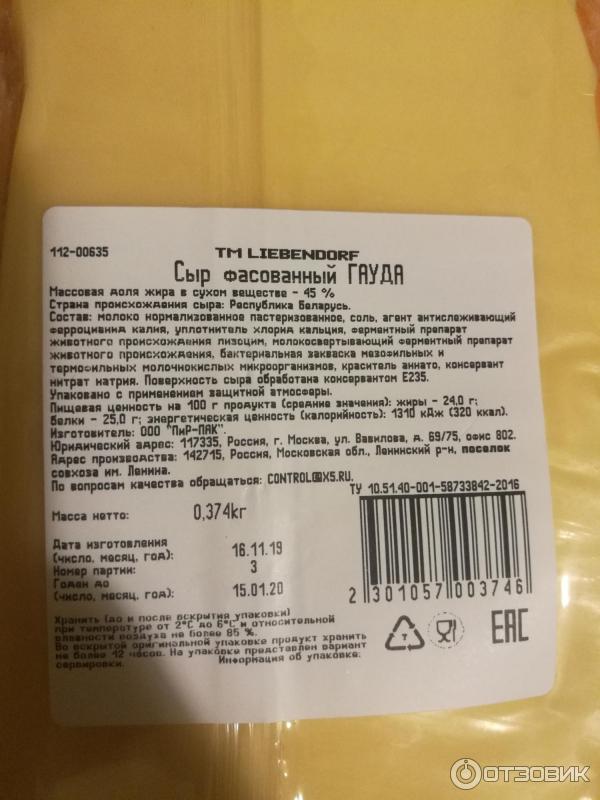 112-00635
TM LIEBENDORF
Сыр фасованный ГАУДА
Массовая доля жира в сухом веществе - 45 %
Страна происхождения сыра: Республика Беларусь.
Состав: молоко нормализованное пастеризованное, соль, агент антислеживающий
ферроцианид калия, уплотнитель хлорид кальция, ферментный препарат
животного происхождения лизоцим, молокосвертывающий ферментный препарат
животного происхождения, бактериальная закваска мезофильных и
термофильных молочнокислых микроорганизмов, краситель аннато, консервант
нитрат натрия. Поверхность сыра обработана консервантом Е235.
Упаковано с применением защитной атмосферы.
Пищевая ценность на 100 г продукта (средние значения): жиры - 24,0 г;
белки - 25,0 г; энергетическая ценность (калорийность): 1310 кДж (320 ккал).
Изготовитель: ООО "ПиР-ПАК".
Юридический адрес: 117335, Россия, г. Москва, ул. Вавилова, д. 69/75, офис 802.
Адрес производства: 142715, Россия, Московская обл., Ленинский р-н, поселок
совхоза им. Ленина.
По вопросам качества обращаться: CONTROL@X5.RU.
ТУ 10.51.40-001-58733842-2016
Масса нетто: 0,374кг
Дата изготовления
(число, месяц, год): 16.11.19
Номер партии: 3
Годен до
(число, месяц, год): 15.01.20
2 301057 003746
Хранить (до и после вскрытия упаковки)
при температуре от 2°С до 6°С и относительной
влажности воздуха не более 85 %.
Во вскрытой оригинальной упаковке продукт хранить
не более 12 часов. На упаковке представлен вариант
сервировки. Информация об упаковке:
EAC
ОТЗОВИК